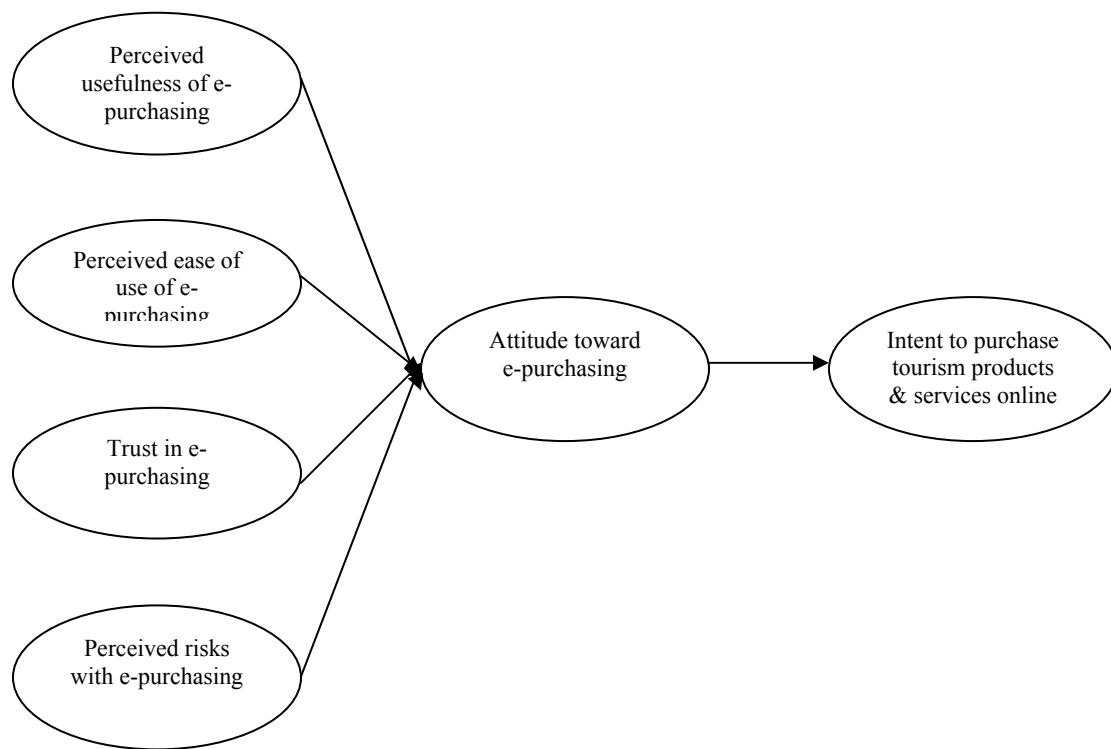 Perceived
usefulness of e-
purchasing
Perceived ease of
use of e-
purchasing
Trust in e-
purchasing
Perceived risks
with e-purchasing
Attitude toward
e-purchasing
Intent to purchase
tourism products
& services online